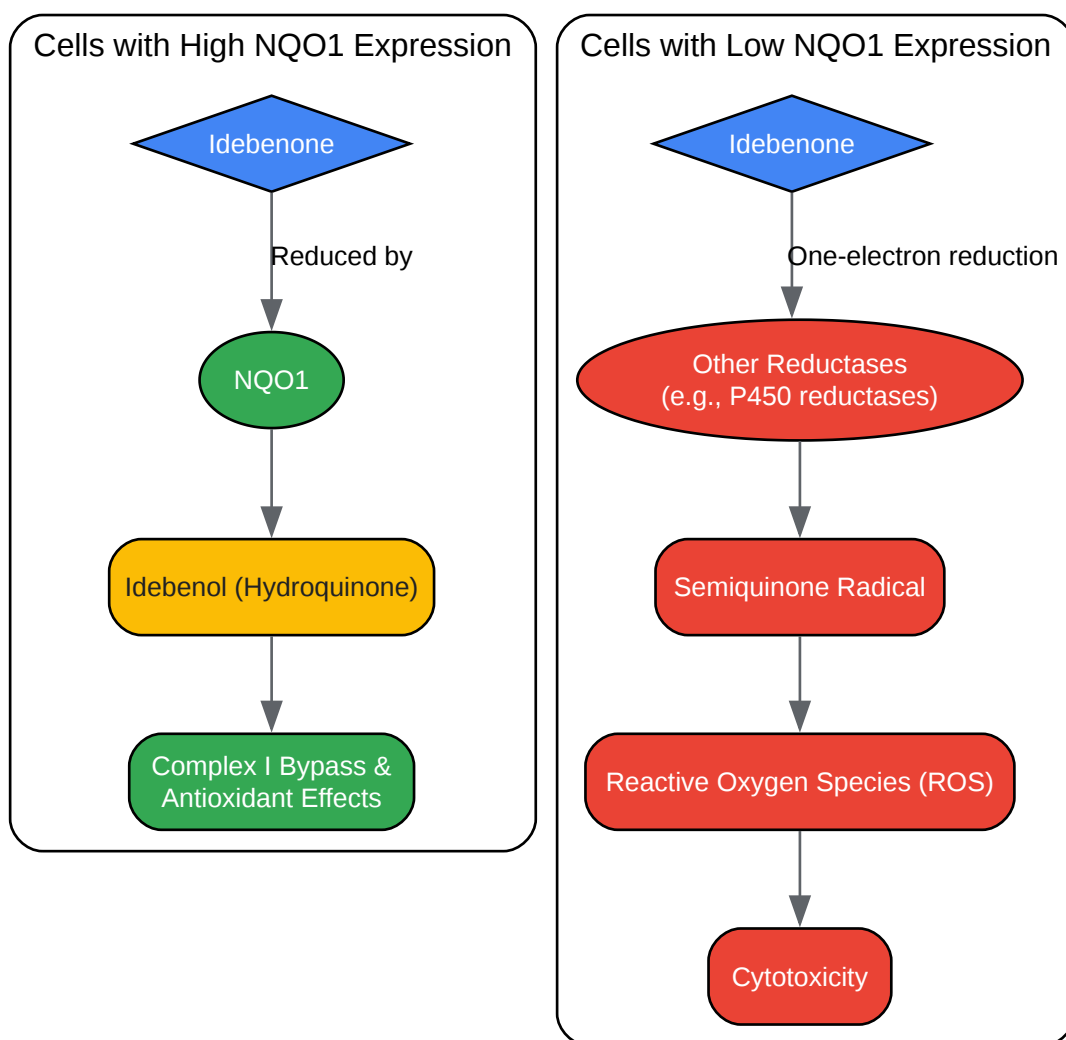 Cells with High NQO1 Expression
Idebenone
Reduced by
NQO1
Idebenol (Hydroquinone)
Complex I Bypass &
Antioxidant Effects
Cells with Low NQO1 Expression
Idebenone
One-electron reduction
Other Reductases
(e.g., P450 reductases)
Semiquinone Radical
Reactive Oxygen Species (ROS)
Cytotoxicity